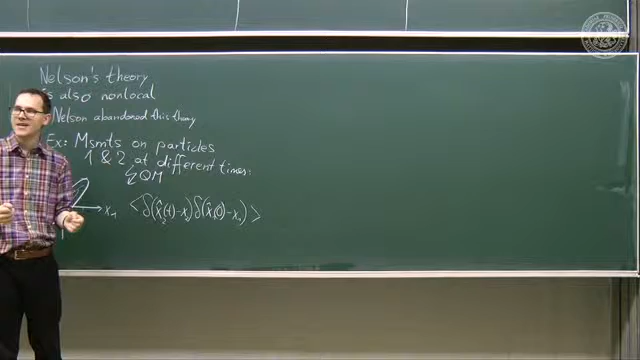 Nelson's theory
is also nonlocal
Nelson abandoned this theory
Ex: Msmts on particles
1 & 2 at different times:
QM
x₁ <δ(x̂₂(t)-x₂)δ(x̂₁(0)-x₁)>